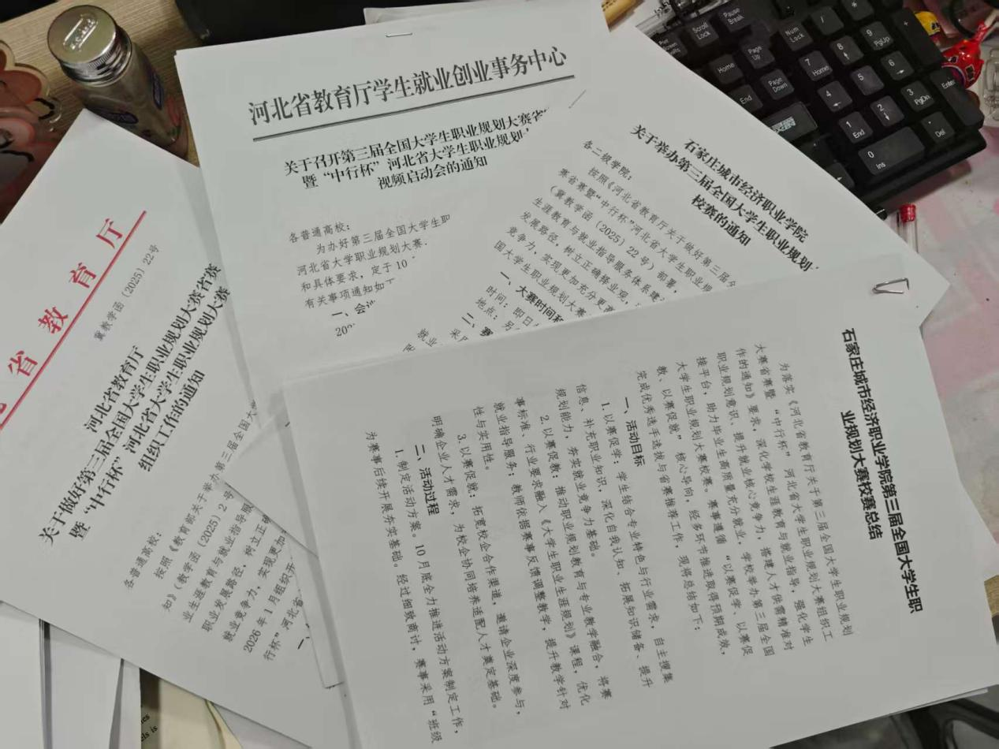 河北省教育厅学生就业创业事务中心
关于召开第三届全国大学生职业规划大赛省
暨“中行杯”河北省大学生职业规划
视频启动会的通知
各普通高校：
为办好第三届全国大学生职
河北省大学职业规划大赛
和具体要求，定于10
有关事项通知如
一、会
202
石家庄城市经济职业学院
关于举办第三届全国大学生职业规划
校赛的通知
各二级学院：
按照《河北省教育厅关于做好第三
赛省赛暨“中行杯”河北省大学生职业规
（冀教学函〔2025〕22号）部署，
生涯教育与就业指导服务体系建
发展路径，树立正确择业观，
竞争力，实现更加充分更高
国大学生职业规划大赛
一、大赛时间和
时间：即日
地点：另
二、赛
采用
就业
省教育厅
冀教学函〔2025〕22号
河北省教育厅
关于做好第三届全国大学生职业规划大赛省赛
暨“中行杯”河北省大学生职业规划大赛
组织工作的通知
各普通高校：
按照《教育部关于举办第三届全国大
知》（教学函〔2025〕2号
业生涯教育与就业指导服
职业发展路径，树立正确
就业竞争力，实现更加
2026年1月组织开
行杯”河北省
一
石家庄城市经济职业学院第三届全国大学生职
业规划大赛校赛总结
为落实《河北省教育厅关于第三届全国大学生职业规划
大赛省赛暨“中行杯”河北省大学生职业规划大赛组织工
作的通知》要求，深化学校生涯教育与就业指导，强化学生
职业规划意识、提升就业核心竞争力，搭建人才供需精准对
接平台，助力毕业生高质量充分就业，学校举办第三届全国
大学生职业规划大赛校赛。赛事遵循“以赛促学、以赛促
教、以赛促就”核心导向，经多环节推进取得预期成效，
完成优秀选手选拔与省赛推荐工作，现将总结如下：
一、活动目标
1. 以赛促学：学生结合专业特色与行业需求，自主搜集
信息、补充职业知识，深化自我认知、拓展知识储备、提升
规划能力，夯实就业竞争力基础。
2. 以赛促教：推动职业规划教育与专业教学融合，将赛
事标准、行业要求融入《大学生职业生涯规划》课程，优化
就业指导服务；教师依据赛事反馈调整教学，提升教学针对
性与实用性。
3. 以赛促就：拓宽校企合作渠道，邀请企业深度参与，
明确企业人才需求，为校企协同培养适配人才奠定基础。
二、活动过程
1. 制定活动方案。10月底全力推进活动方案制定工作，
为赛事后续开展夯实基础。经过细致商讨，赛事采用“班级
Scroll
Lock
Pause
Break
Num
Lock
/
Home
Page
Up
7
Home
8
9
PgUp
+
End
Page
Down
4
5
6
1
End
2
3
PgDn
Enter
0
Ins
Del